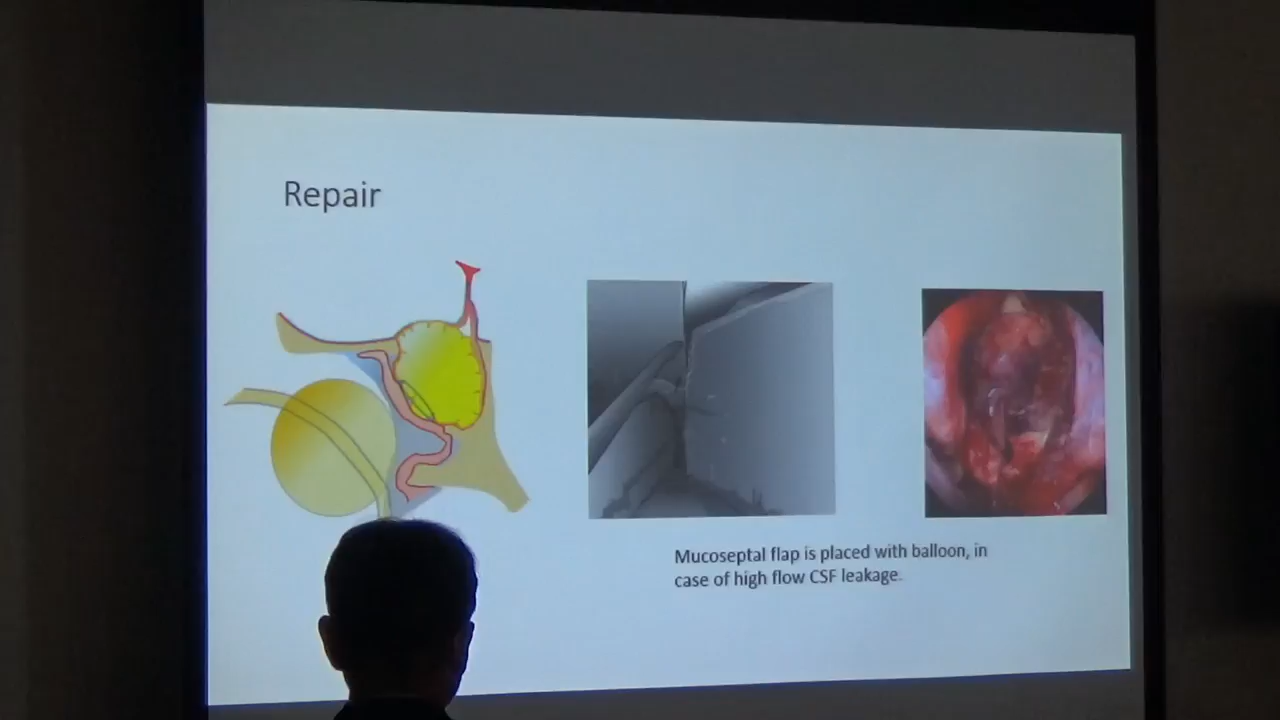 Repair
Mucoseptal flap is placed with balloon, in
case of high flow CSF leakage.